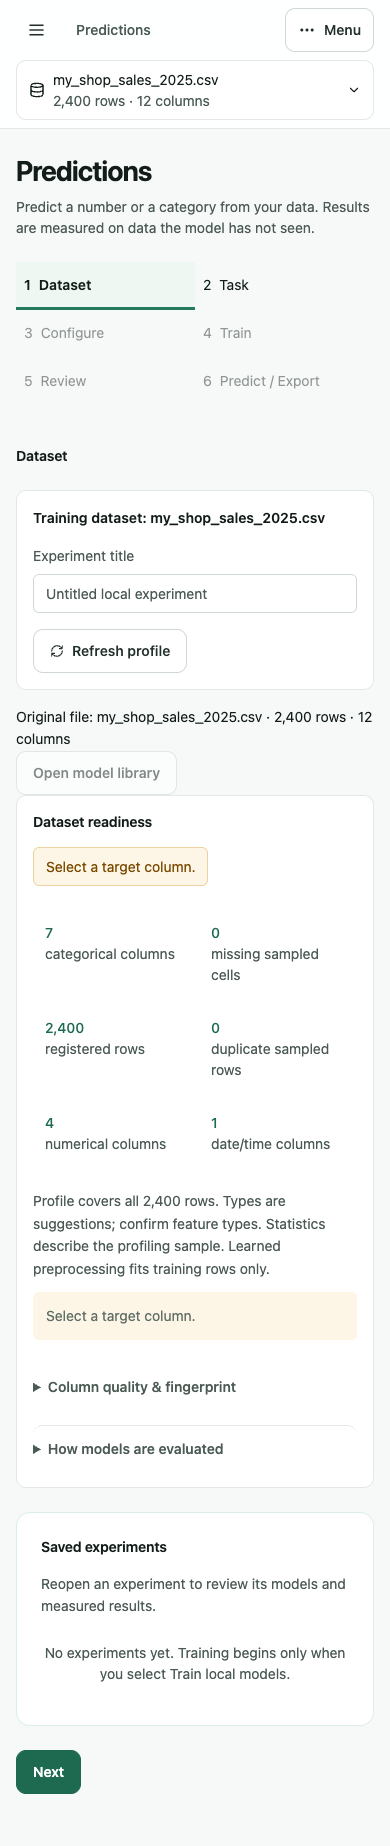 Predictions
Menu
my_shop_sales_2025.csv
2,400 rows · 12 columns
Predictions
Predict a number or a category from your data. Results
are measured on data the model has not seen.
1 Dataset
2 Task
3 Configure
4 Train
5 Review
6 Predict / Export
Dataset
Training dataset: my_shop_sales_2025.csv
Experiment title
Untitled local experiment
Refresh profile
Original file: my_shop_sales_2025.csv · 2,400 rows · 12
columns
Open model library
Dataset readiness
Select a target column.
7
categorical columns
0
missing sampled
cells
2,400
registered rows
0
duplicate sampled
rows
4
numerical columns
1
date/time columns
Profile covers all 2,400 rows. Types are
suggestions; confirm feature types. Statistics
describe the profiling sample. Learned
preprocessing fits training rows only.
Select a target column.
Column quality & fingerprint
How models are evaluated
Saved experiments
Reopen an experiment to review its models and
measured results.
No experiments yet. Training begins only when
you select Train local models.
Next